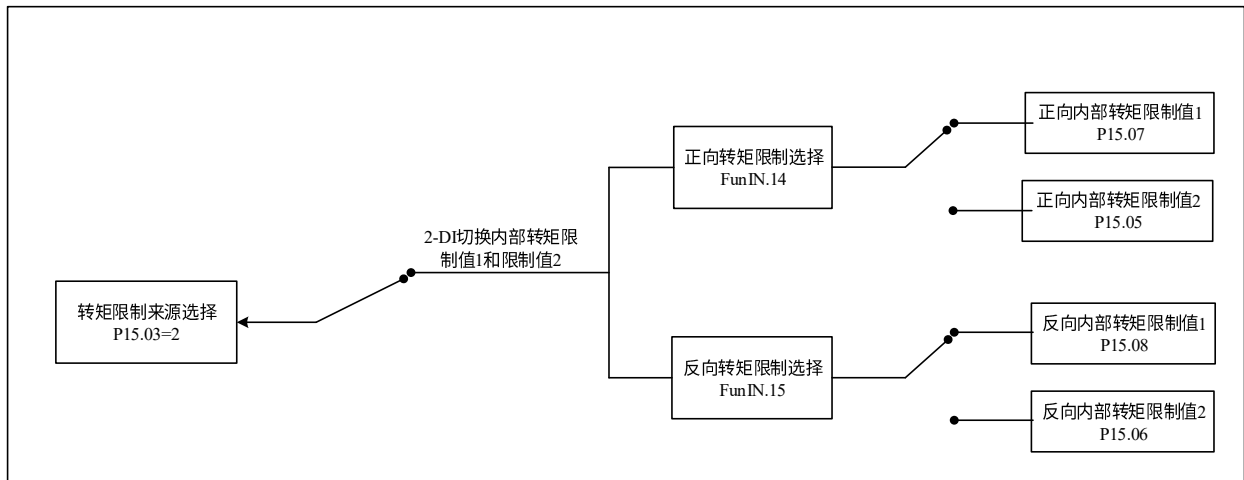 转矩限制来源选择
P15.03=2
2-DI切换内部转矩限
制值1和限制值2
正向转矩限制选择
FunIN.14
正向内部转矩限制值1
P15.07
正向内部转矩限制值2
P15.05
反向转矩限制选择
FunIN.15
反向内部转矩限制值1
P15.08
反向内部转矩限制值2
P15.06